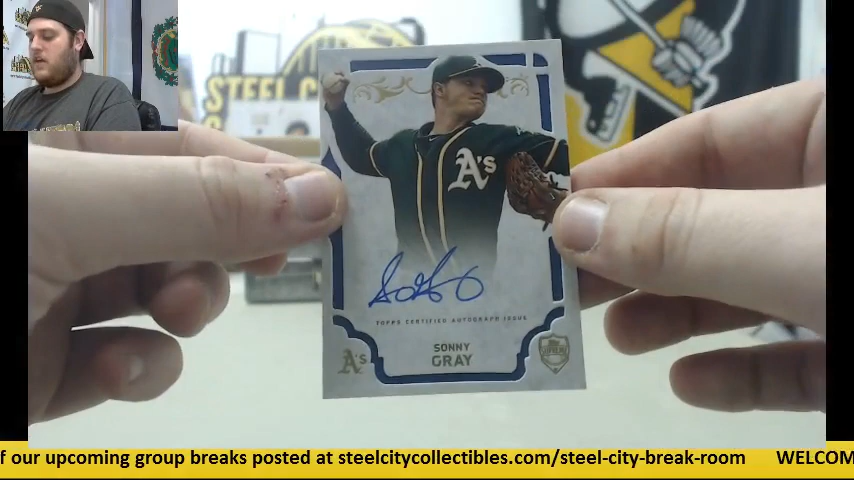 STEEL C
A's
TOPPS CERTIFIED AUTOGRAPH ISSUE
A's
SONNY
GRAY
f our upcoming group breaks posted at steelcitycollectibles.com/steel-city-break-room WELCOM